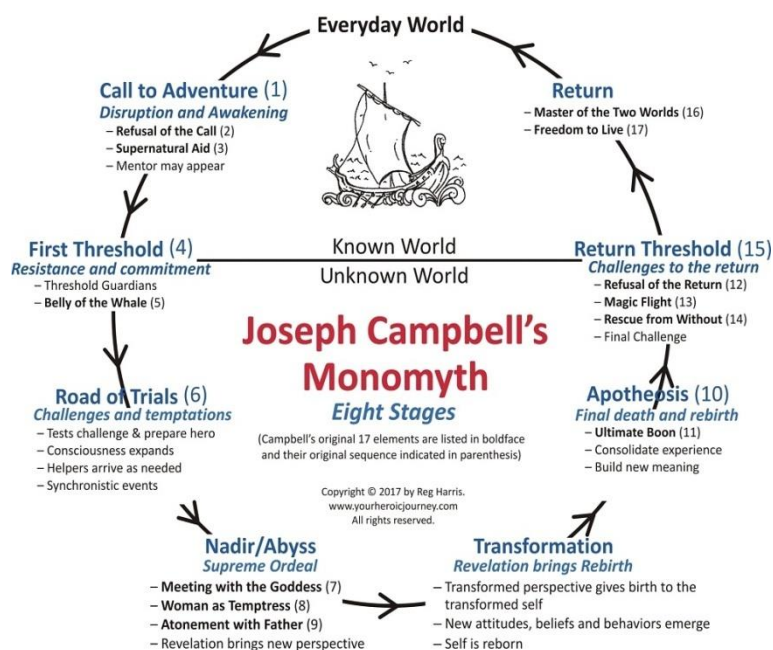 Everyday World
Call to Adventure (1)
Disruption and Awakening
– Refusal of the Call (2)
– Supernatural Aid (3)
– Mentor may appear
Return
– Master of the Two Worlds (16)
– Freedom to Live (17)
First Threshold (4)
Resistance and commitment
– Threshold Guardians
– Belly of the Whale (5)
Known World
Unknown World
Return Threshold (15)
Challenges to the return
– Refusal of the Return (12)
– Magic Flight (13)
– Rescue from Without (14)
– Final Challenge
Joseph Campbell's
Monomyth
Eight Stages
(Campbell's original 17 elements are listed in boldface
and their original sequence indicated in parenthesis)
Copyright © 2017 by Reg Harris.
www.yourheroicjourney.com
All rights reserved.
Road of Trials (6)
Challenges and temptations
– Tests challenge & prepare hero
– Consciousness expands
– Helpers arrive as needed
– Synchronistic events
Apotheosis (10)
Final death and rebirth
– Ultimate Boon (11)
– Consolidate experience
– Build new meaning
Nadir/Abyss
Supreme Ordeal
– Meeting with the Goddess (7)
– Woman as Temptress (8)
– Atonement with Father (9)
– Revelation brings new perspective
Transformation
Revelation brings Rebirth
– Transformed perspective gives birth to the
transformed self
– New attitudes, beliefs and behaviors emerge
– Self is reborn